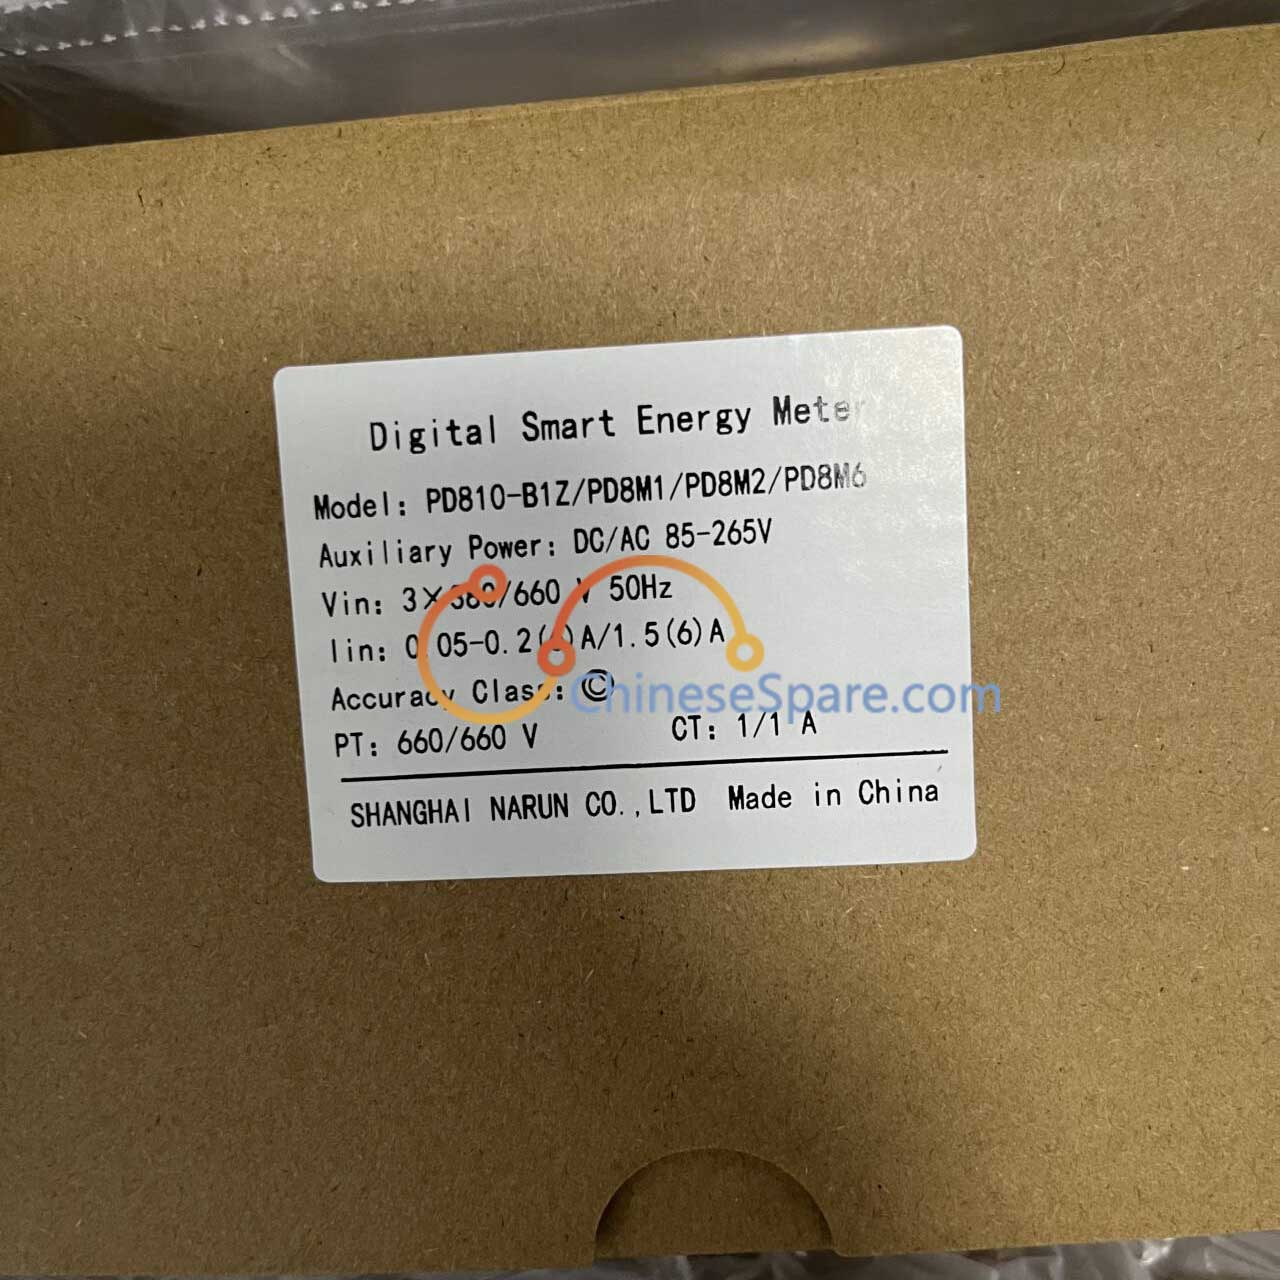 Digital Smart Energy Meter
Model: PD810-B1Z/PD8M1/PD8M2/PD8M6
Auxiliary Power: DC/AC 85-265V
Vin: 3×380/660 V 50Hz
Iin: 0.05-0.2( )A/1.5(6)A
Accuracy Class: Ⓒ
ChineseSpare.com
PT: 660/660 V CT: 1/1 A
SHANGHAI NARUN CO.,LTD Made in China